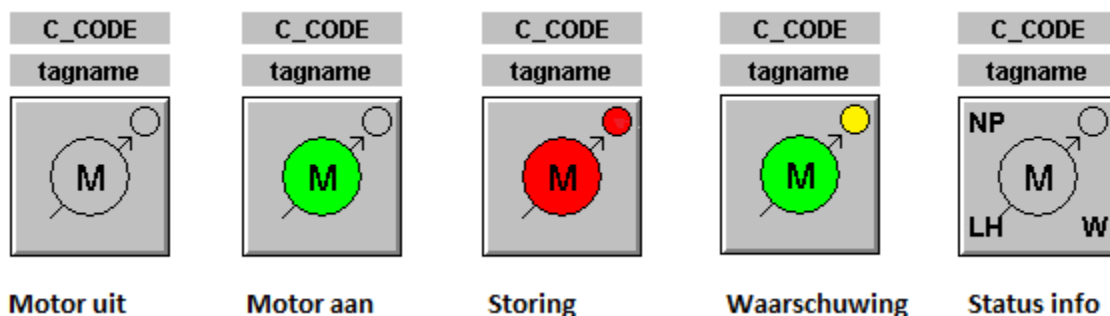 C_CODE C_CODE C_CODE C_CODE C_CODE
tagname tagname tagname tagname tagname
NP
M M M M M
LH W
Motor uit Motor aan Storing Waarschuwing Status info